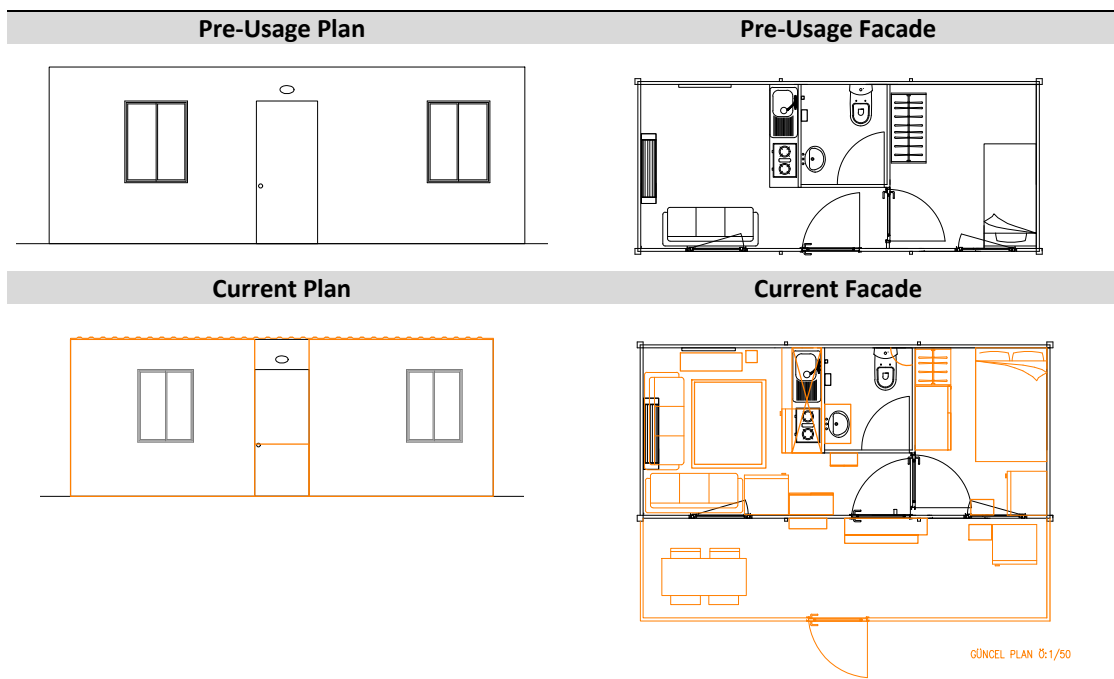 Pre-Usage Plan
Pre-Usage Facade
Current Plan
Current Facade
GÜNCEL PLAN Ö:1/50